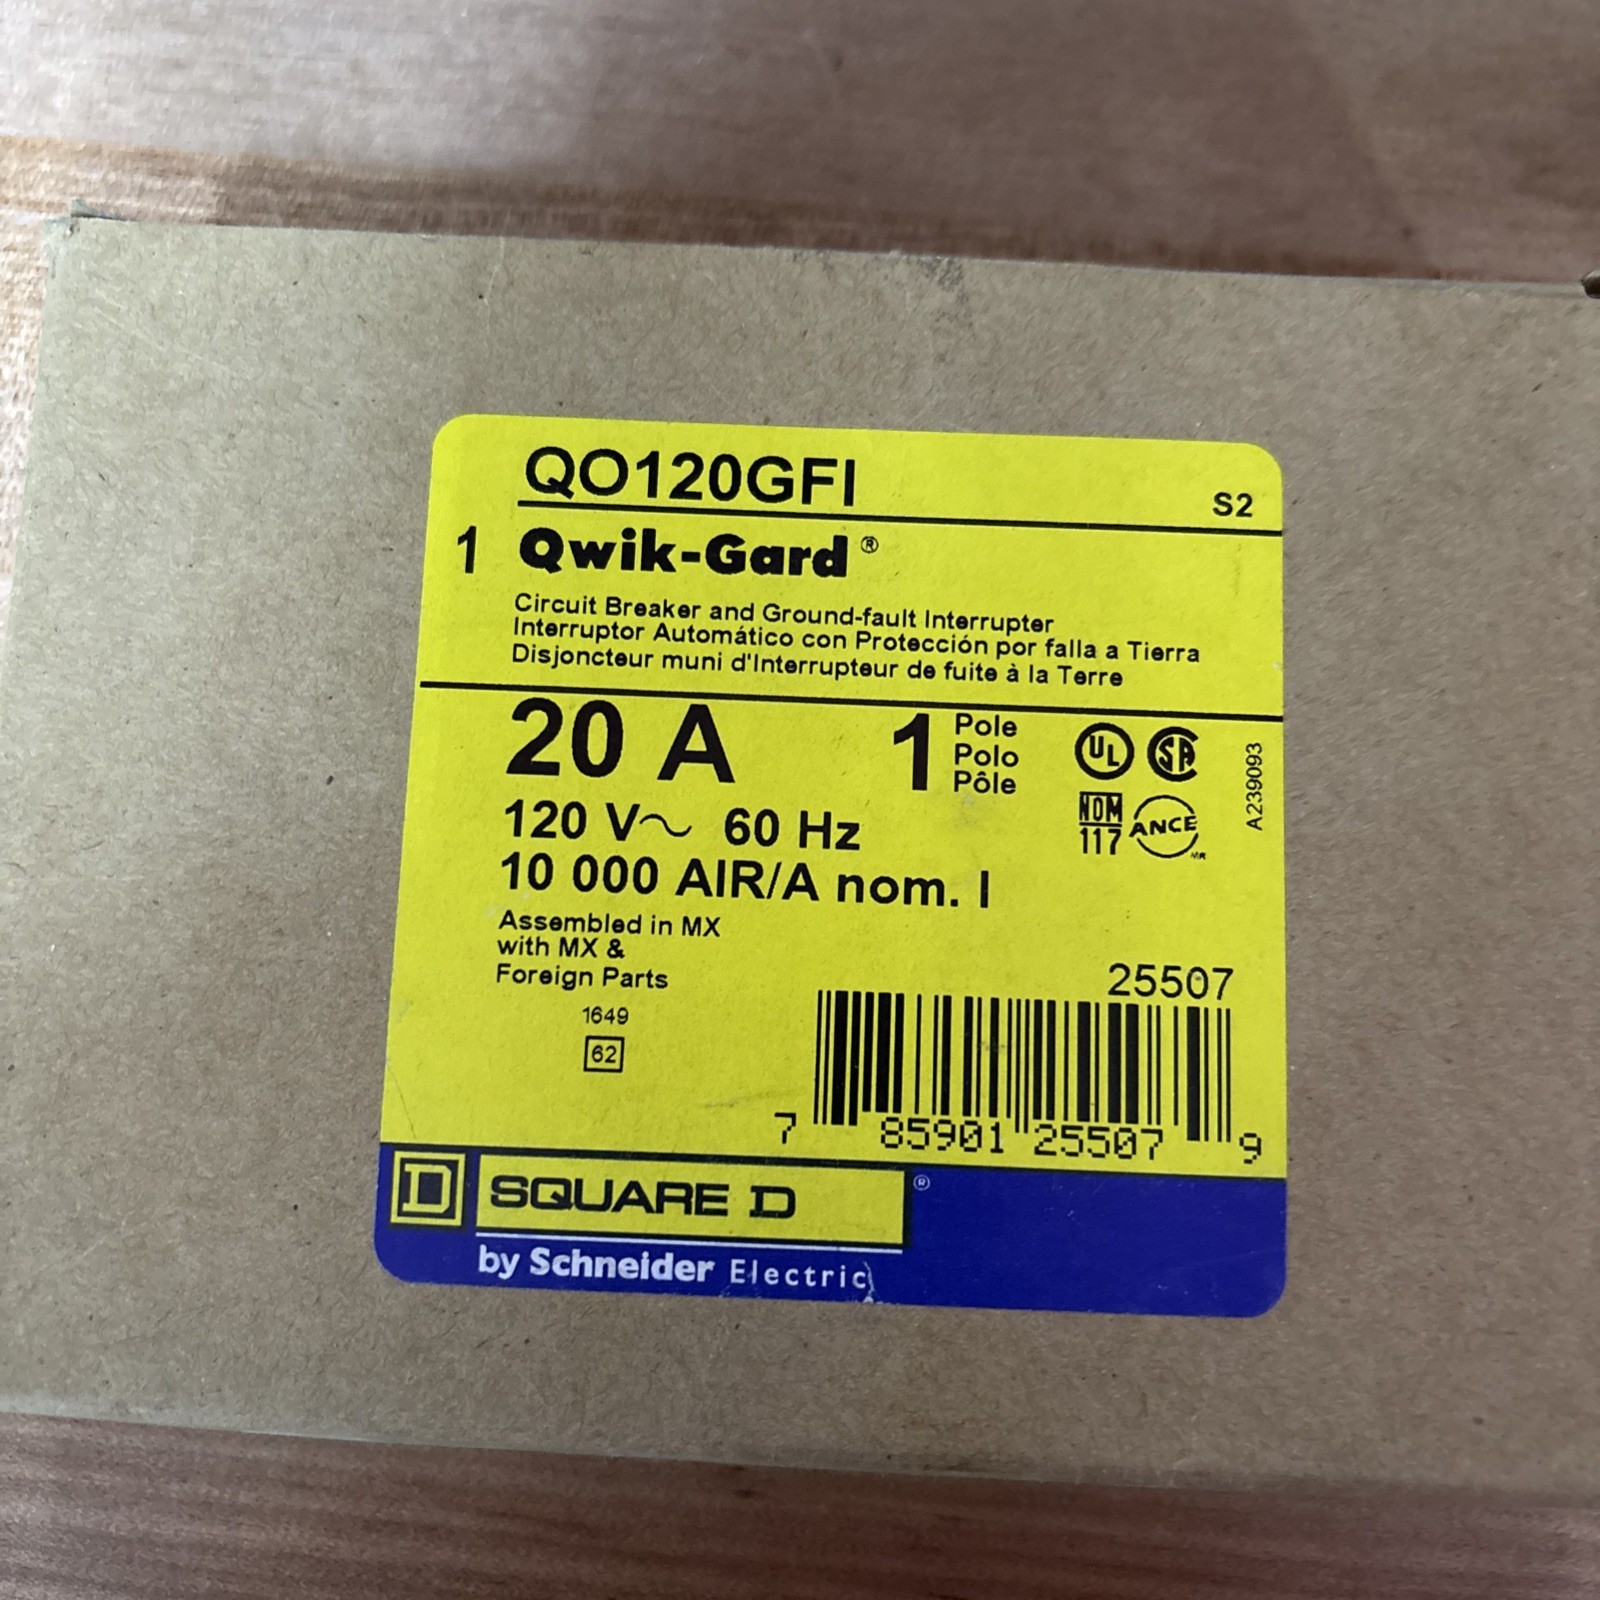 QO120GFI
S2
1 Qwik-Gard®
Circuit Breaker and Ground-fault Interrupter
Interruptor Automático con Protección por falla a Tierra
Disjoncteur muni d'Interrupteur de fuite à la Terre
20 A
1 Pole
Polo
Pôle
UL
SA
NOM
117
ANCE
MR
A239093
120 V~ 60 Hz
10 000 AIR/A nom. I
Assembled in MX
with MX &
Foreign Parts
1649
62
25507
7 85901 25507 9
D SQUARE D ®
by Schneider Electric